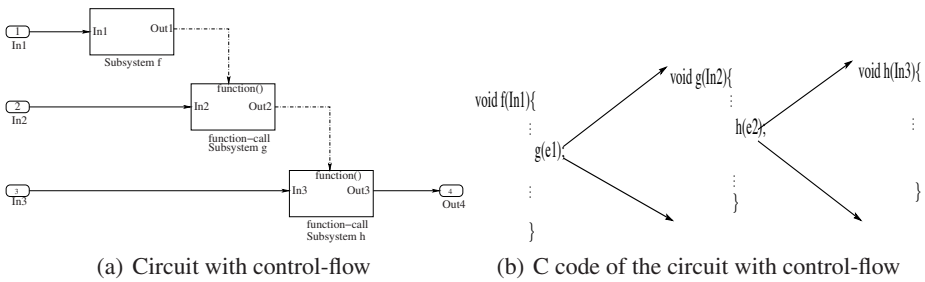 1
In1
In1
Out1
Subsystem f
2
In2
function()
In2
Out2
function-call
Subsystem g
3
In3
function()
In3
Out3
4
Out4
function-call
Subsystem h
(a) Circuit with control-flow
void f(In1){
⋮
g(e1);
⋮
}
void g(In2){
⋮
h(e2);
⋮
}
void h(In3){
⋮
}
(b) C code of the circuit with control-flow